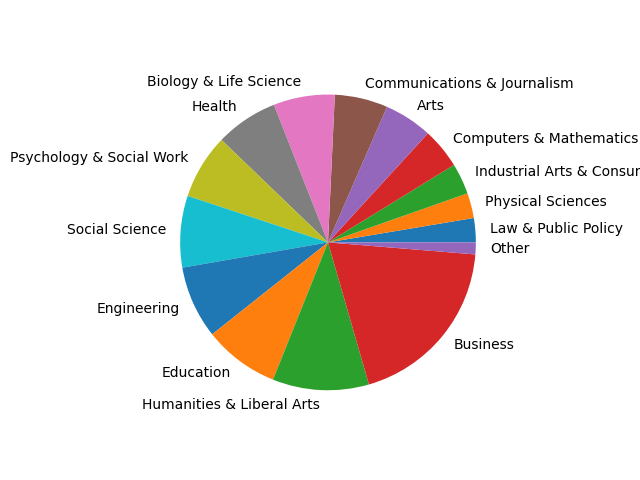 Biology & Life Science
Communications & Journalism
Health
Arts
Computers & Mathematics
Psychology & Social Work
Industrial Arts &
Physical Sciences
Social Science
Law & Public Policy
Other
Engineering
Business
Education
Humanities & Liberal Arts